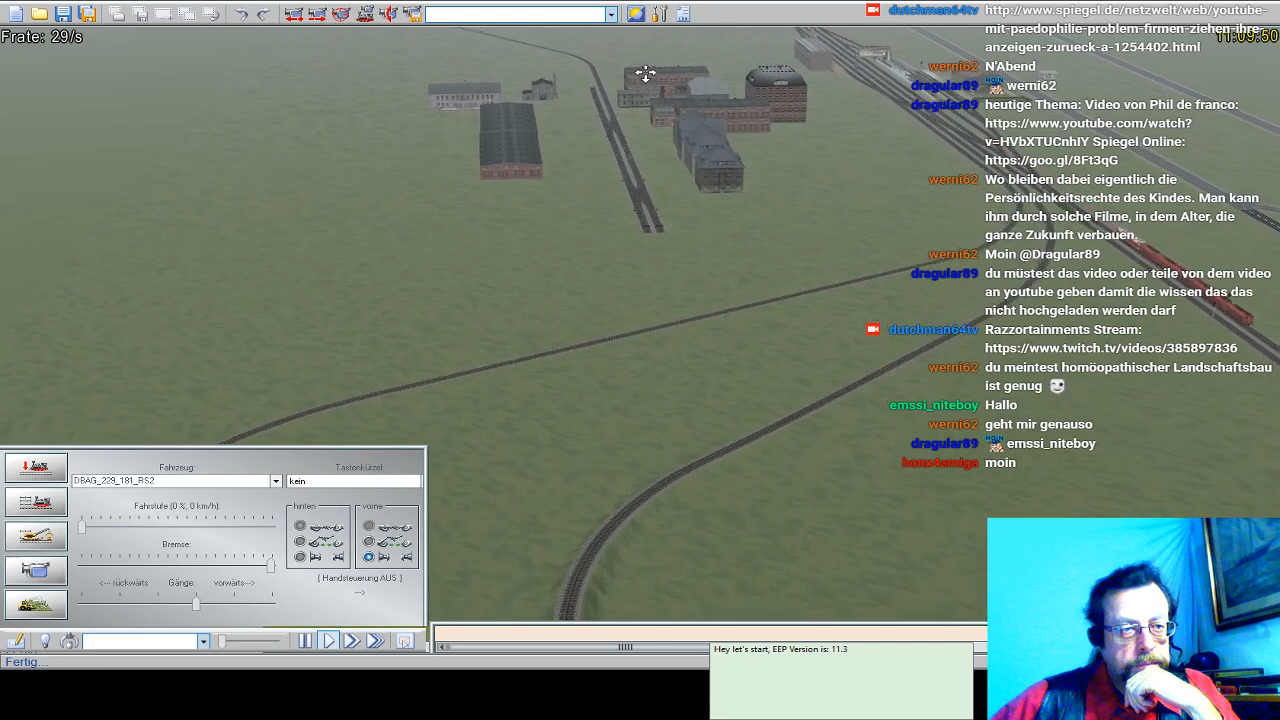 Frate: 29/s
11:09:50
dutchman64tv http://www.spiegel.de/netzwelt/web/youtube-
mit-paedophilie-problem-firmen-ziehen-ihre-
anzeigen-zurueck-a-1254402.html
werni62 N'Abend
dragular89 werni62
dragular89 heutige Thema: Video von Phil de franco:
https://www.youtube.com/watch?
v=HVbXTUCnhIY Spiegel Online:
https://goo.gl/8Ft3qG
werni62 Wo bleiben dabei eigentlich die
Persönlichkeitsrechte des Kindes. Man kann
ihm durch solche Filme, in dem Alter, die
ganze Zukunft verbauen.
werni62 Moin @Dragular89
dragular89 du müstest das video oder teile von dem video
an youtube geben damit die wissen das das
nicht hochgeladen werden darf
dutchman64tv Razzortainments Stream:
https://www.twitch.tv/videos/385897836
werni62 du meintest homöopathischer Landschaftsbau
ist genug
emssi_niteboy Hallo
werni62 geht mir genauso
dragular89 MOIN emssi_niteboy
honx4amiga moin
Fahrzeug:
Tastenkürzel:
DBAG_229_181_RS2
kein
Fahrstufe (0 %, 0 km/h):
hinten
vorne
Bremse:
<--- rückwärts Gänge: vorwärts--->
[ Handsteuerung AUS ]
--->
Fertig...
Hey let's start, EEP Version is: 11.3